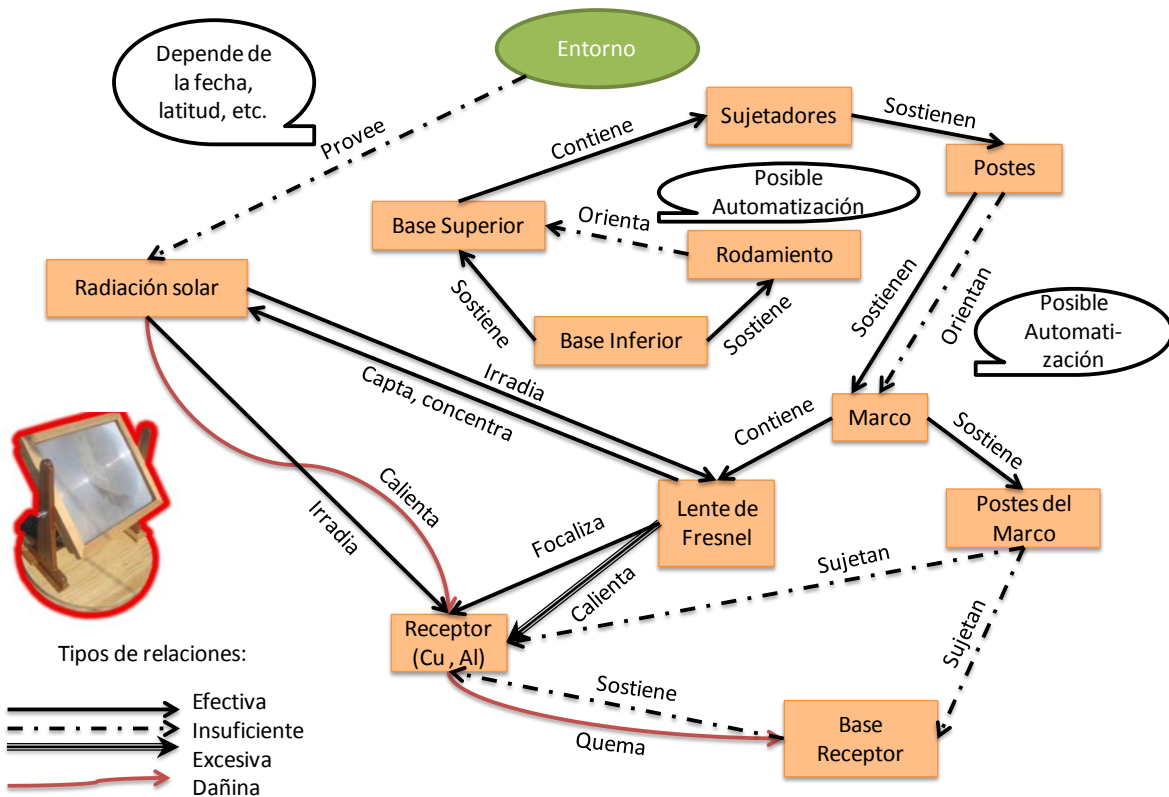 Entorno
Depende de
la fecha,
latitud, etc.
Provee
Contiene
Sujetadores
Sostienen
Postes
Posible
Automatización
Orienta
Base Superior
Rodamiento
Radiación solar
Sostiene
Base Inferior
Sostiene
Sostienen
Orientan
Posible
Automati-
zación
Irradia
Capta, concentra
Contiene
Marco
Sostiene
Lente de
Fresnel
Postes del
Marco
Calienta
Irradia
Focaliza
Calienta
Sujetan
Sujetan
Receptor
(Cu , Al)
Sostiene
Quema
Base
Receptor
Tipos de relaciones:
Efectiva
Insuficiente
Excesiva
Dañina